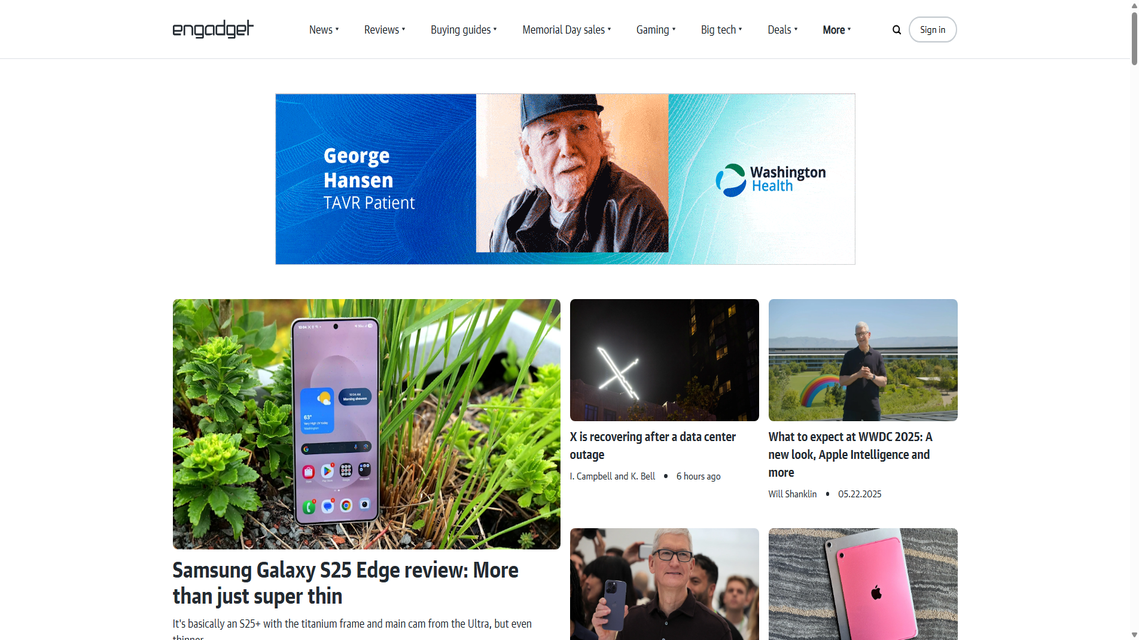 engadget
News
Reviews
Buying guides
Memorial Day sales
Gaming
Big tech
Deals
More
Sign in
George
Hansen
TAVR Patient
Washington
Health
Samsung Galaxy S25 Edge review: More
than just super thin
It's basically an S25+ with the titanium frame and main cam from the Ultra, but even
thinner
X is recovering after a data center
outage
I. Campbell and K. Bell • 6 hours ago
What to expect at WWDC 2025: A
new look, Apple Intelligence and
more
Will Shanklin • 05.22.2025